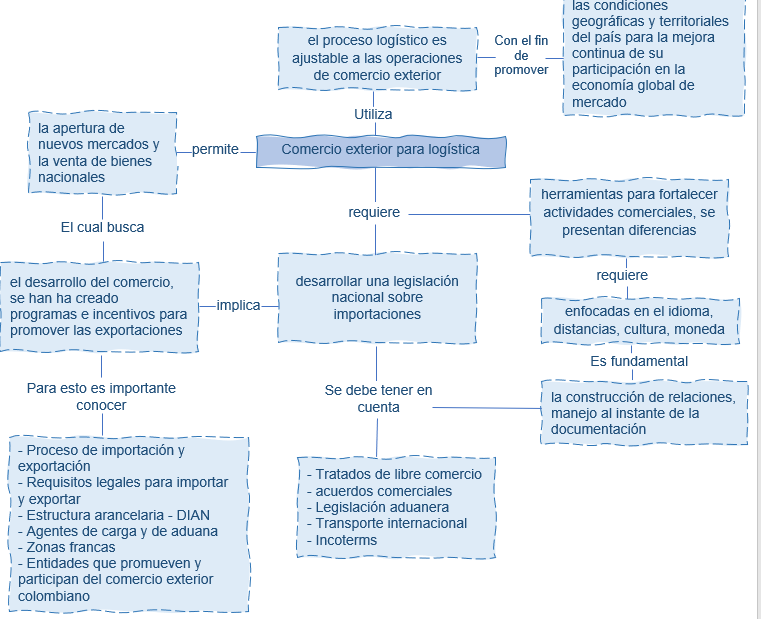 las condiciones
geográficas y territoriales
del país para la mejora
continua de su
participación en la
economía global de
mercado
el proceso logístico es
ajustable a las operaciones
de comercio exterior
Con el fin
de
promover
Utiliza
la apertura de
nuevos mercados y
la venta de bienes
nacionales
permite
Comercio exterior para logística
requiere
herramientas para fortalecer
actividades comerciales, se
presentan diferencias
El cual busca
el desarrollo del comercio,
se han ha creado
programas e incentivos para
promover las exportaciones
implica
desarrollar una legislación
nacional sobre
importaciones
requiere
enfocadas en el idioma,
distancias, cultura, moneda
Es fundamental
Para esto es importante
conocer
Se debe tener en
cuenta
la construcción de relaciones,
manejo al instante de la
documentación
- Proceso de importación y
exportación
- Requisitos legales para importar
y exportar
- Estructura arancelaria - DIAN
- Agentes de carga y de aduana
- Zonas francas
- Entidades que promueven y
participan del comercio exterior
colombiano
- Tratados de libre comercio
- acuerdos comerciales
- Legislación aduanera
- Transporte internacional
- Incoterms